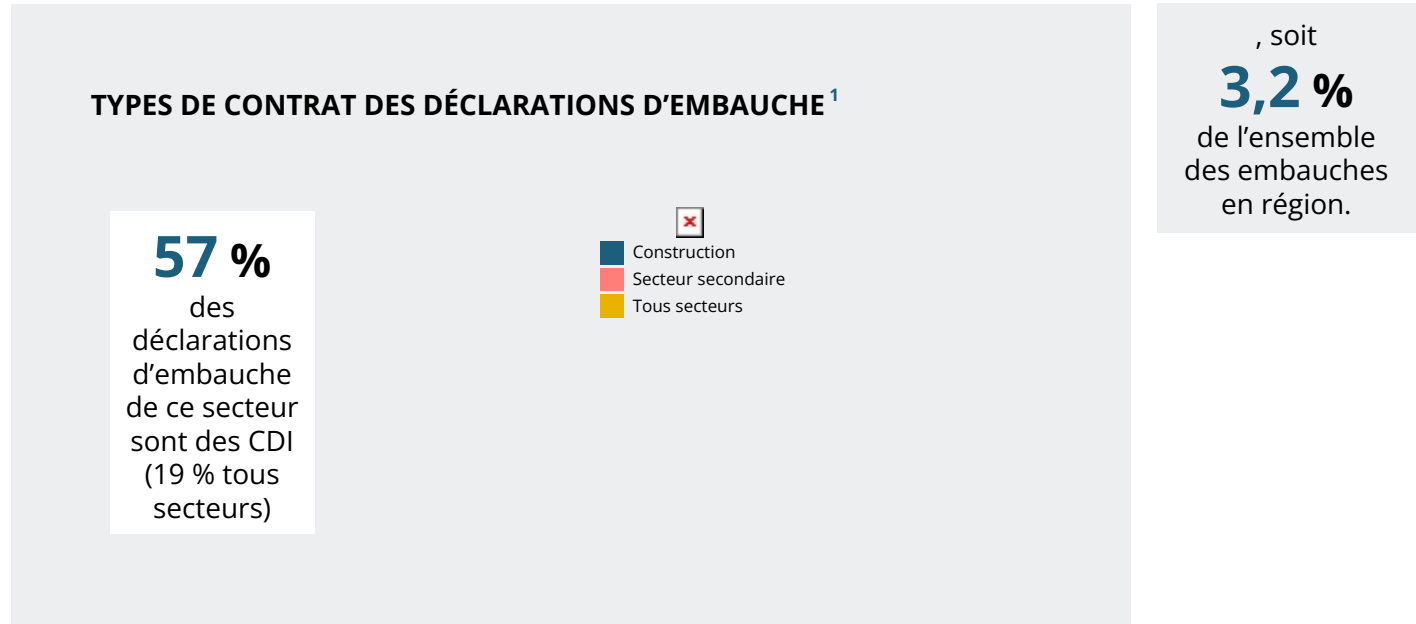 TYPES DE CONTRAT DES DÉCLARATIONS D’EMBAUCHE ¹
57 %
des
déclarations
d’embauche
de ce secteur
sont des CDI
(19 % tous
secteurs)
Construction
Secteur secondaire
Tous secteurs
, soit
3,2 %
de l’ensemble
des embauches
en région.